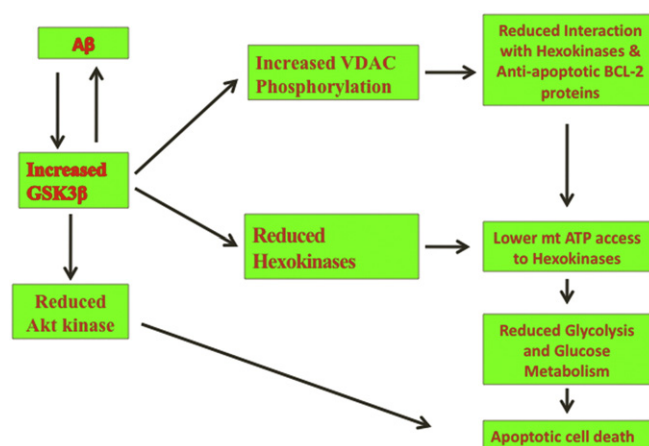 Aβ
Increased
GSK3β
Reduced
Akt kinase
Increased VDAC
Phosphorylation
Reduced
Hexokinases
Reduced Interaction
with Hexokinases &
Anti-apoptotic BCL-2
proteins
Lower mt ATP access
to Hexokinases
Reduced Glycolysis
and Glucose
Metabolism
Apoptotic cell death